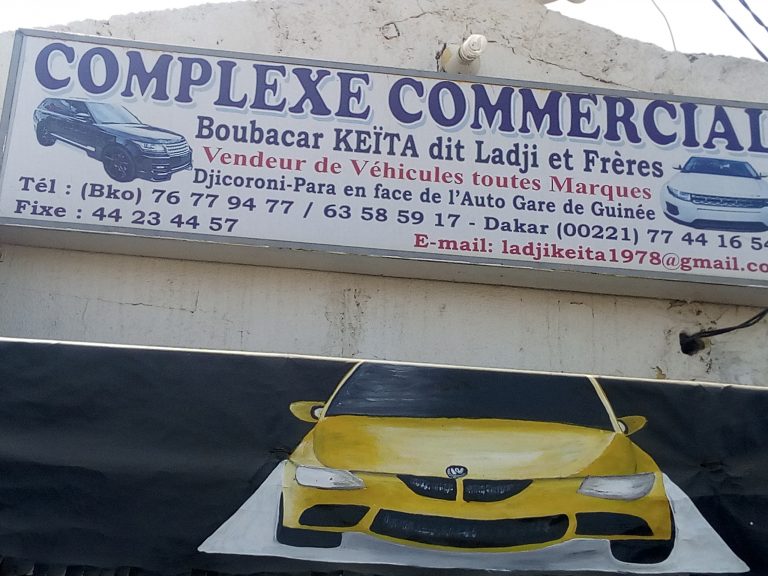 COMPLEXE COMMERCIAL
Boubacar KEÏTA dit Ladji et Frères
Vendeur de Véhicules toutes Marques
Djicoroni-Para en face de l'Auto Gare de Guinée
Tél : (Bko) 76 77 94 77 / 63 58 59 17 - Dakar (00221) 77 44 16 54
Fixe : 44 23 44 57
E-mail: ladjikeita1978@gmail.co